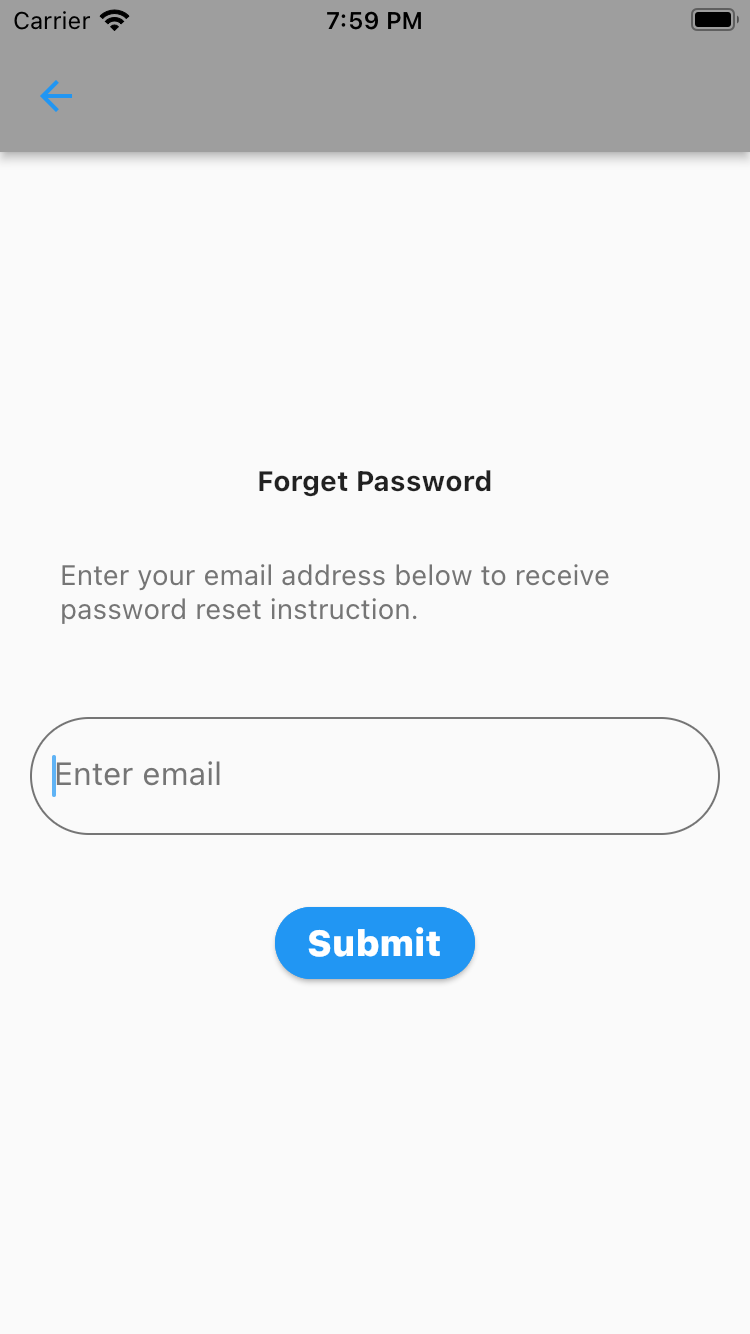 Carrier 7:59 PM
Forget Password
Enter your email address below to receive
password reset instruction.
Enter email
Submit